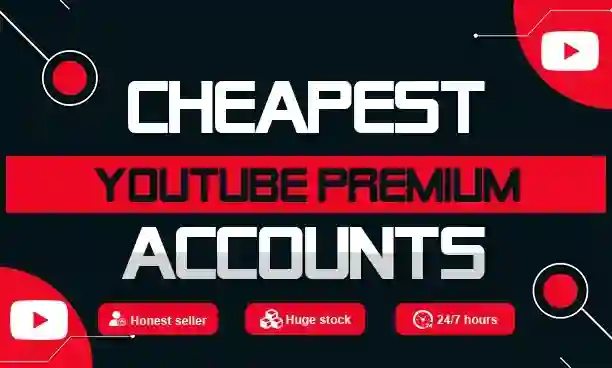 CHEAPEST
YOUTUBE PREMIUM
ACCOUNTS
Honest seller
Huge stock
24/7 hours